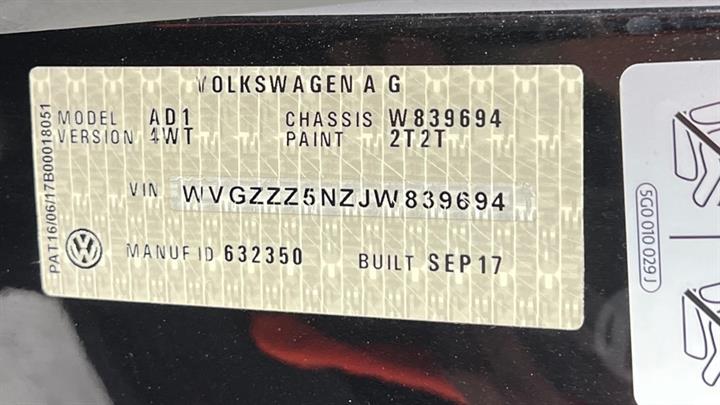 VOLKSWAGEN A G
MODEL AD1 CHASSIS W839694
VERSION 4WT PAINT 2T2T
VIN WVGZZZ5NZJW839694
MANUF ID 632350 BUILT SEP 17
PAT16/06/17B00018051
5G0 010 029 J